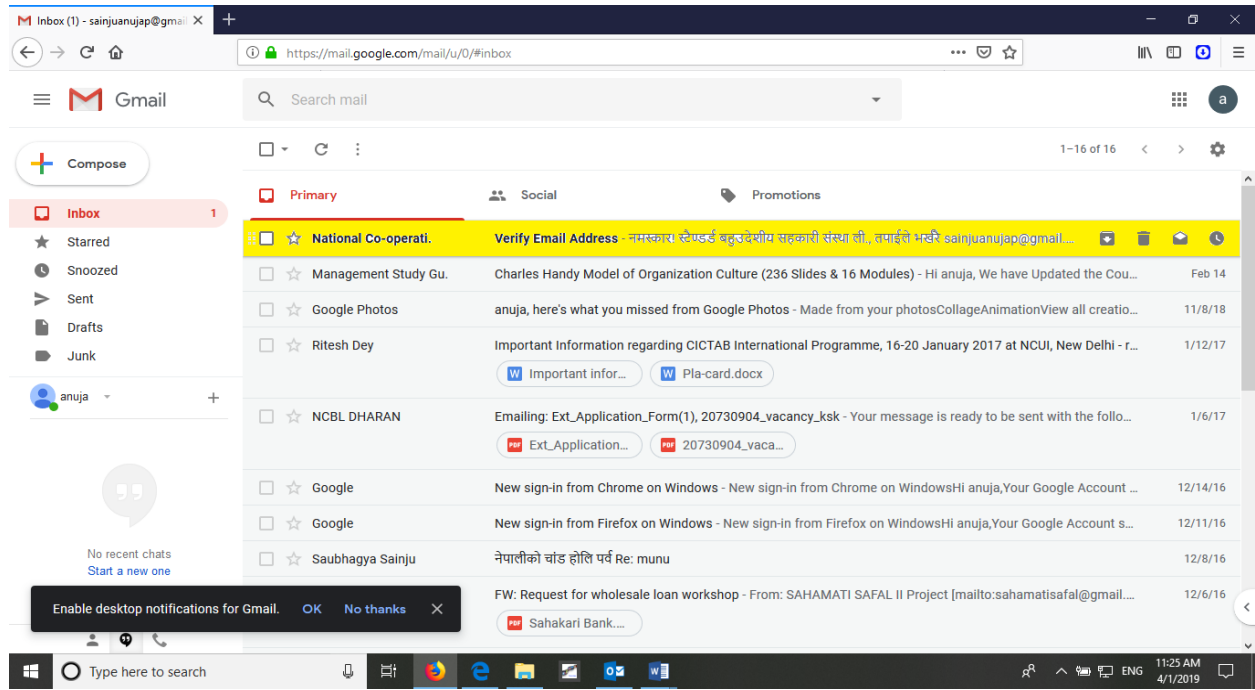 Inbox (1) - sainjuanujap@gmail
https://mail.google.com/mail/u/0/#inbox
Gmail
Search mail
a
Compose
1–16 of 16
Primary
Social
Promotions
Inbox 1
Starred
Snoozed
Sent
Drafts
Junk
anuja
No recent chats
Start a new one
National Co-operati. Verify Email Address - नमस्कार! स्टैण्डर्ड बहुउदेशीय सहकारी संस्था ली., तपाईले भर्खरै sainjuanujap@gmail....
Management Study Gu. Charles Handy Model of Organization Culture (236 Slides & 16 Modules) - Hi anuja, We have Updated the Cou... Feb 14
Google Photos anuja, here's what you missed from Google Photos - Made from your photosCollageAnimationView all creatio... 11/8/18
Ritesh Dey Important Information regarding CICTAB International Programme, 16-20 January 2017 at NCUI, New Delhi - r... 1/12/17
W Important infor... W Pla-card.docx
NCBL DHARAN Emailing: Ext_Application_Form(1), 20730904_vacancy_ksk - Your message is ready to be sent with the follo... 1/6/17
PDF Ext_Application... PDF 20730904_vaca...
Google New sign-in from Chrome on Windows - New sign-in from Chrome on WindowsHi anuja,Your Google Account ... 12/14/16
Google New sign-in from Firefox on Windows - New sign-in from Firefox on WindowsHi anuja,Your Google Account s... 12/11/16
Saubhagya Sainju नेपालीको चांड होलि पर्व Re: munu 12/8/16
FW: Request for wholesale loan workshop - From: SAHAMATI SAFAL II Project [mailto:sahamatisafal@gmail.... 12/6/16
PDF Sahakari Bank....
Enable desktop notifications for Gmail. OK No thanks
Type here to search
ENG
11:25 AM
4/1/2019